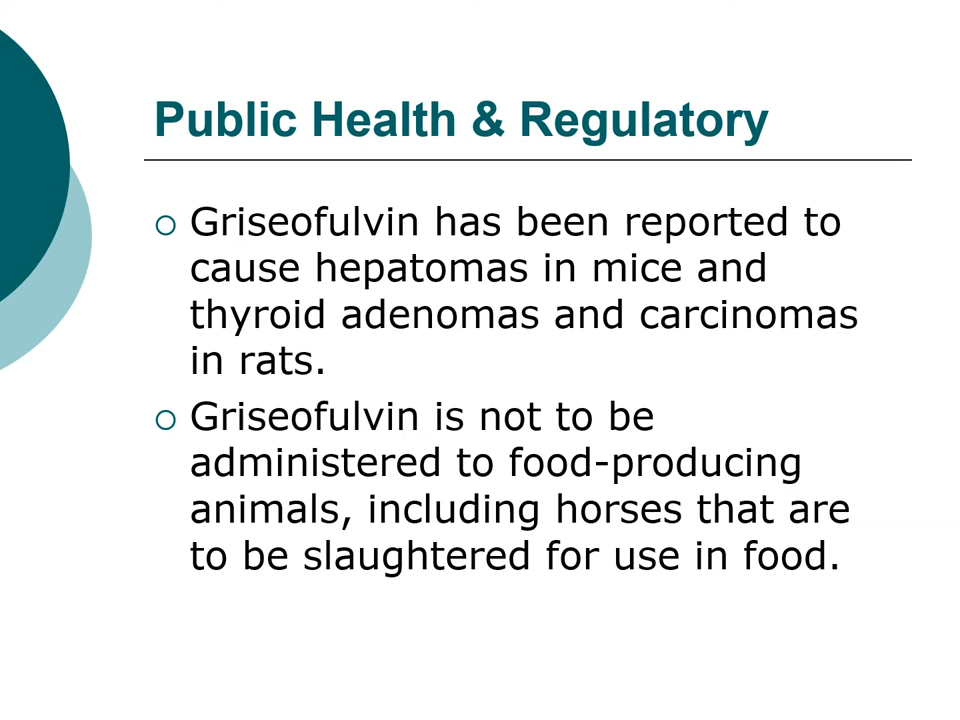 Public Health & Regulatory
Griseofulvin has been reported to
cause hepatomas in mice and
thyroid adenomas and carcinomas
in rats.
Griseofulvin is not to be
administered to food-producing
animals, including horses that are
to be slaughtered for use in food.